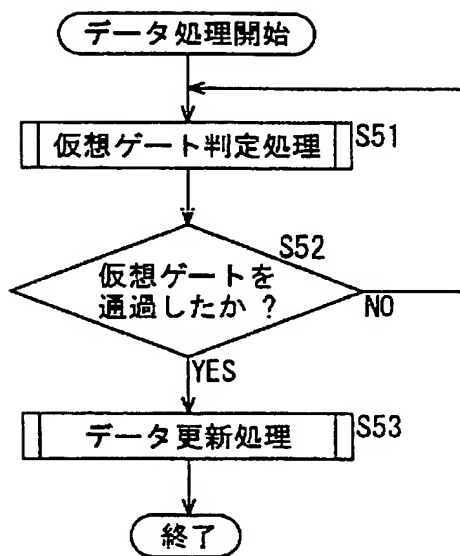 データ処理開始
仮想ゲート判定処理
S51
S52
仮想ゲートを
通過したか？
NO
YES
データ更新処理
S53
終了